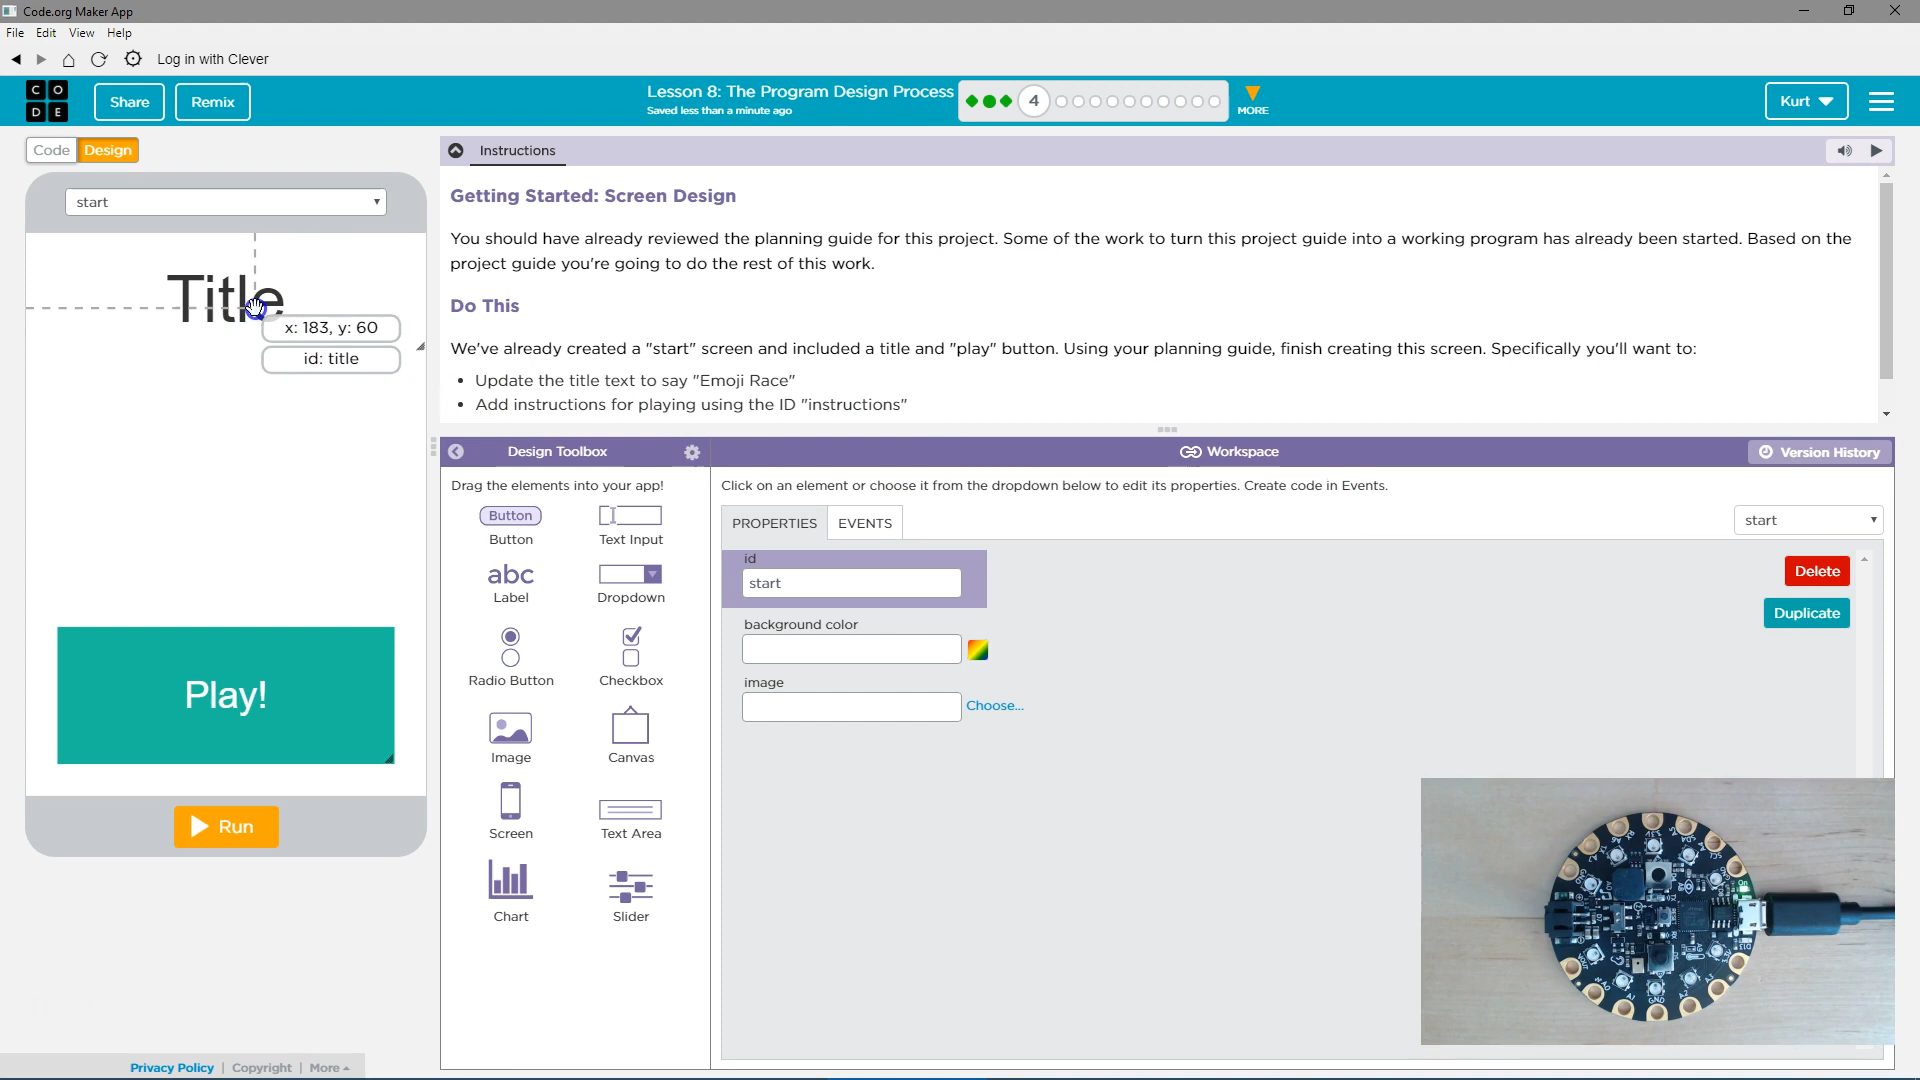 Code.org Maker App
File Edit View Help
Log in with Clever
C O D E
Share
Remix
Lesson 8: The Program Design Process
Saved less than a minute ago
4
MORE
Kurt
Code
Design
start
Title
x: 183, y: 60
id: title
Play!
Run
Instructions
Getting Started: Screen Design
You should have already reviewed the planning guide for this project. Some of the work to turn this project guide into a working program has already been started. Based on the
project guide you're going to do the rest of this work.
Do This
We've already created a "start" screen and included a title and "play" button. Using your planning guide, finish creating this screen. Specifically you'll want to:
• Update the title text to say "Emoji Race"
• Add instructions for playing using the ID "instructions"
Design Toolbox
Workspace
Version History
Drag the elements into your app!
Button
Button
Text Input
abc
Label
Dropdown
Radio Button
Checkbox
Image
Canvas
Screen
Text Area
Chart
Slider
Click on an element or choose it from the dropdown below to edit its properties. Create code in Events.
PROPERTIES
EVENTS
start
id
start
Delete
background color
Duplicate
image
Choose...
On
GND
A1
Privacy Policy | Copyright | More